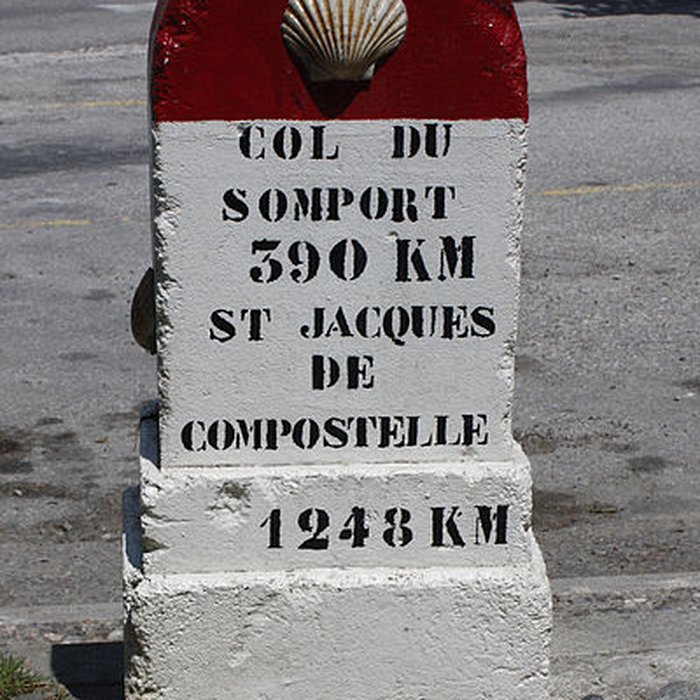 COL DU
SOMPORT
390 KM
ST JACQUES
DE
COMPOSTELLE
1248 KM